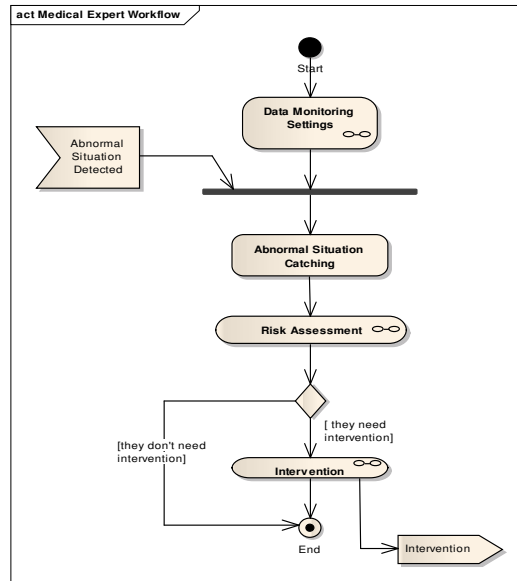 act Medical Expert Workflow
Start
Data Monitoring
Settings
Abnormal
Situation
Detected
Abnormal Situation
Catching
Risk Assessment
[they don't need
intervention]
[ they need
intervention]
Intervention
End
Intervention